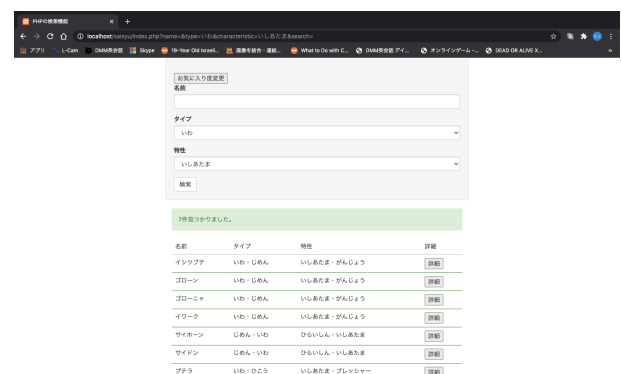 PHPの検索機能
localhost/saisyu/index.php?name=&type=いわ&characteristic=いしあたま&search=
アプリ L-Cam DMM英会話 Skype 19-Year Old Israeli... 画像を結合・連結... What to Do with C... DMM英会話 デイ... オンラインゲーム -... DEAD OR ALIVE X... »
お気に入り度変更
名前
タイプ
いわ
特性
いしあたま
検索
7件見つかりました。
名前 タイプ 特性 詳細
イシツブテ いわ・じめん いしあたま・がんじょう 詳細
ゴローン いわ・じめん いしあたま・がんじょう 詳細
ゴローニャ いわ・じめん いしあたま・がんじょう 詳細
イワーク いわ・じめん いしあたま・がんじょう 詳細
サイホーン じめん・いわ ひらいしん・いしあたま 詳細
サイドン じめん・いわ ひらいしん・いしあたま 詳細
プテラ いわ・ひこう いしあたま・プレッシャー 詳細